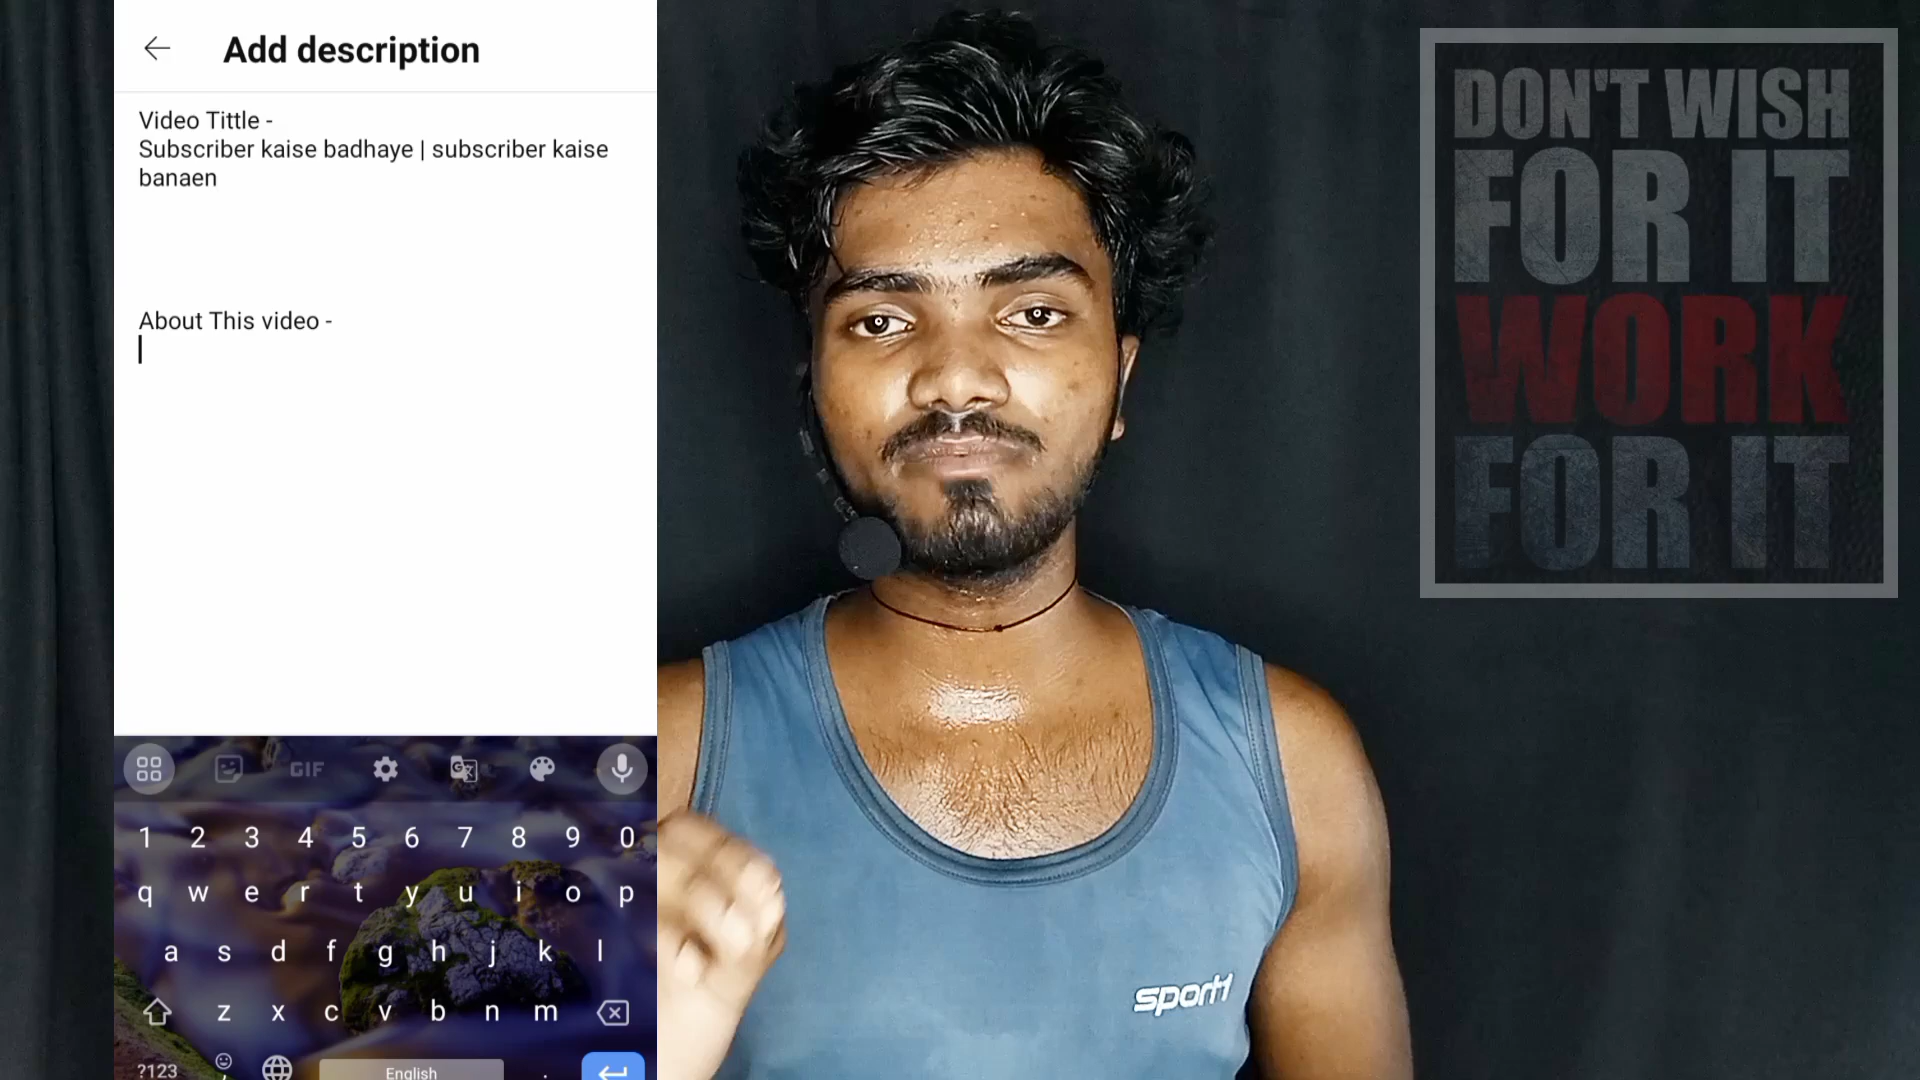 Add description
Video Tittle -
Subscriber kaise badhaye | subscriber kaise
banaen
About This video -
GIF
1 2 3 4 5 6 7 8 9 0
q w e r t y u i o p
a s d f g h j k l
z x c v b n m
?123 , English .
DON'T WISH
FOR IT
WORK
FOR IT
sport1